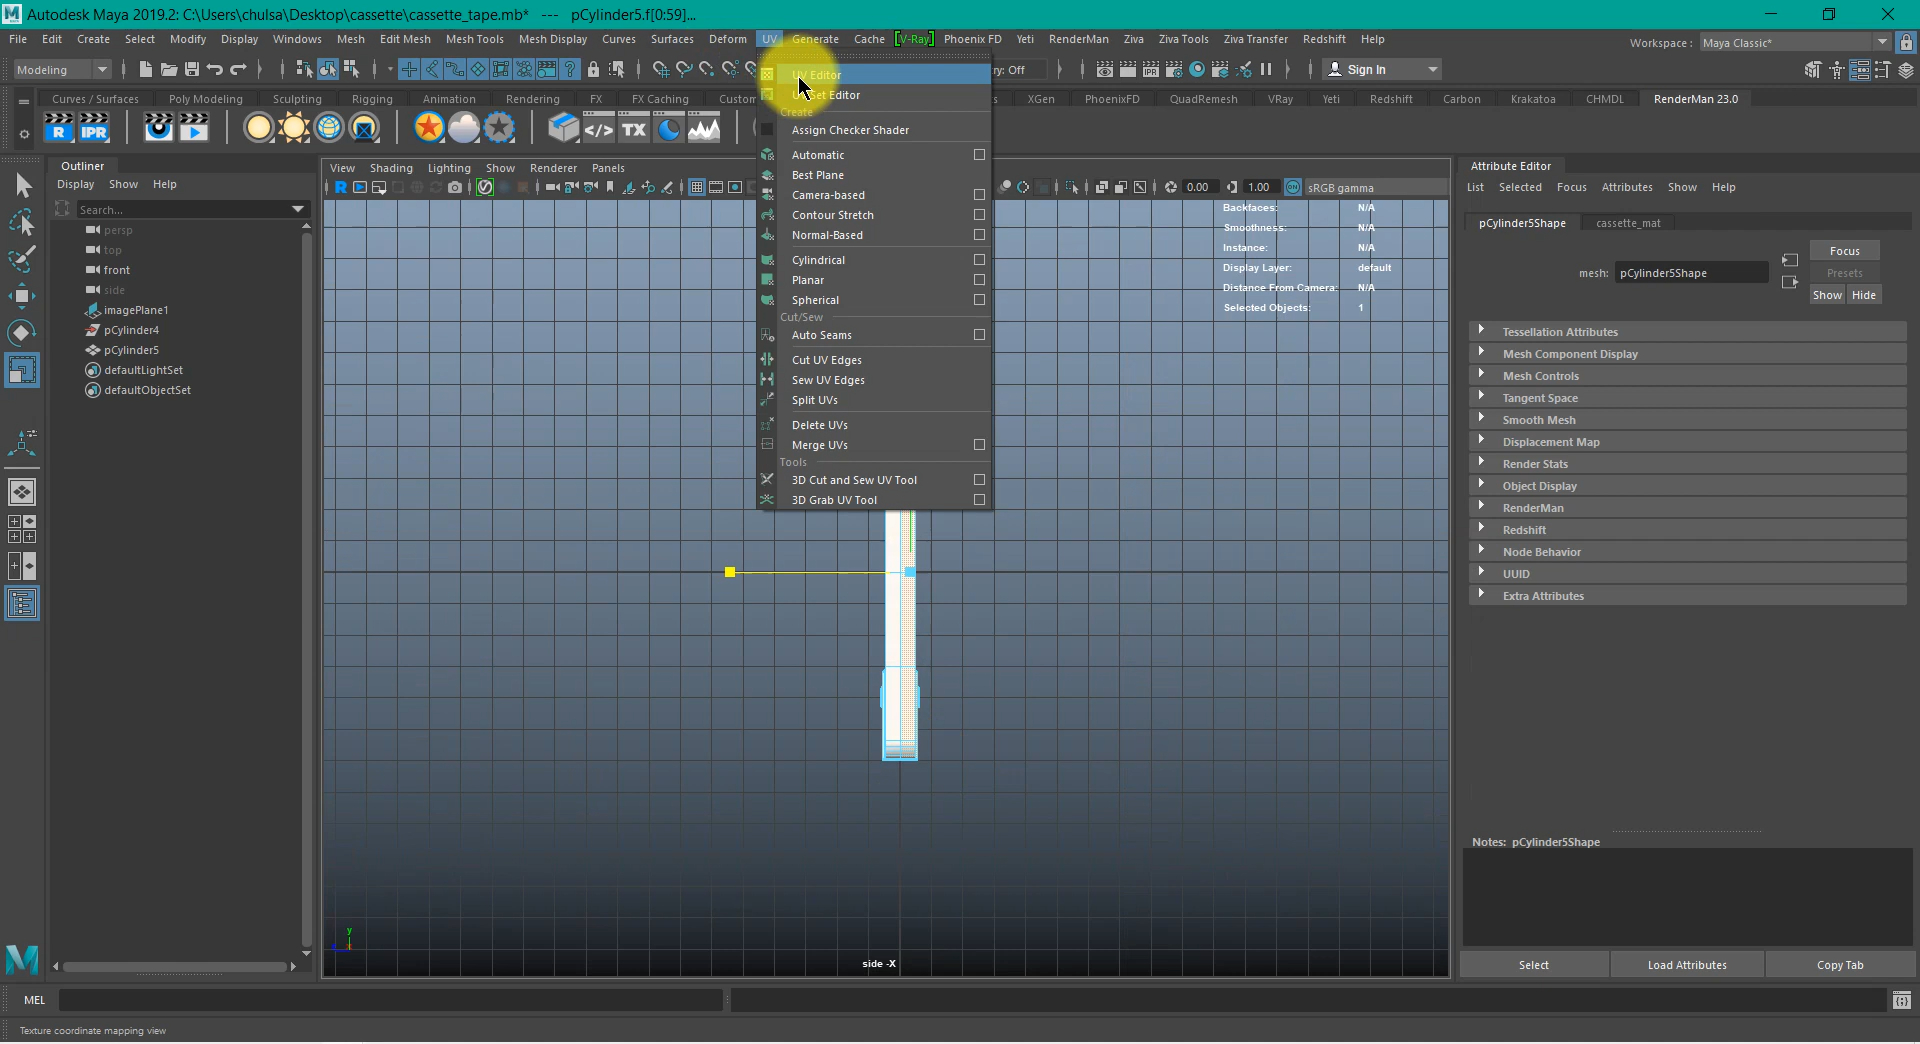 Autodesk Maya 2019.2: C:\Users\chulsa\Desktop\cassette\cassette_tape.mb* --- pCylinder5.f[0:59]...
File Edit Create Select Modify Display Windows Mesh Edit Mesh Mesh Tools Mesh Display Curves Surfaces Deform UV Generate Cache [V-Ray] Phoenix FD Yeti RenderMan Ziva Ziva Tools Ziva Transfer Redshift Help Workspace : Maya Classic*
Modeling ry: Off Sign In
Curves / Surfaces Poly Modeling Sculpting Rigging Animation Rendering FX FX Caching Custom XGen PhoenixFD QuadRemesh VRay Yeti Redshift Carbon Krakatoa CHMDL RenderMan 23.0
R IPR </> TX
UV Editor
UV Set Editor
Create
Assign Checker Shader
Automatic
Best Plane
Camera-based
Contour Stretch
Normal-Based
Cylindrical
Planar
Spherical
Cut/Sew
Auto Seams
Cut UV Edges
Sew UV Edges
Split UVs
Delete UVs
Merge UVs
Tools
3D Cut and Sew UV Tool
3D Grab UV Tool
Outliner
Display Show Help
Search...
persp
top
front
side
imagePlane1
pCylinder4
pCylinder5
defaultLightSet
defaultObjectSet
View Shading Lighting Show Renderer Panels
0.00 1.00 sRGB gamma
Backfaces: N/A
Smoothness: N/A
Instance: N/A
Display Layer: default
Distance From Camera: N/A
Selected Objects: 1
y
side -X
Attribute Editor
List Selected Focus Attributes Show Help
pCylinder5Shape cassette_mat
mesh: pCylinder5Shape
Focus
Presets
Show Hide
Tessellation Attributes
Mesh Component Display
Mesh Controls
Tangent Space
Smooth Mesh
Displacement Map
Render Stats
Object Display
RenderMan
Redshift
Node Behavior
UUID
Extra Attributes
Notes: pCylinder5Shape
Select Load Attributes Copy Tab
MEL
Texture coordinate mapping view